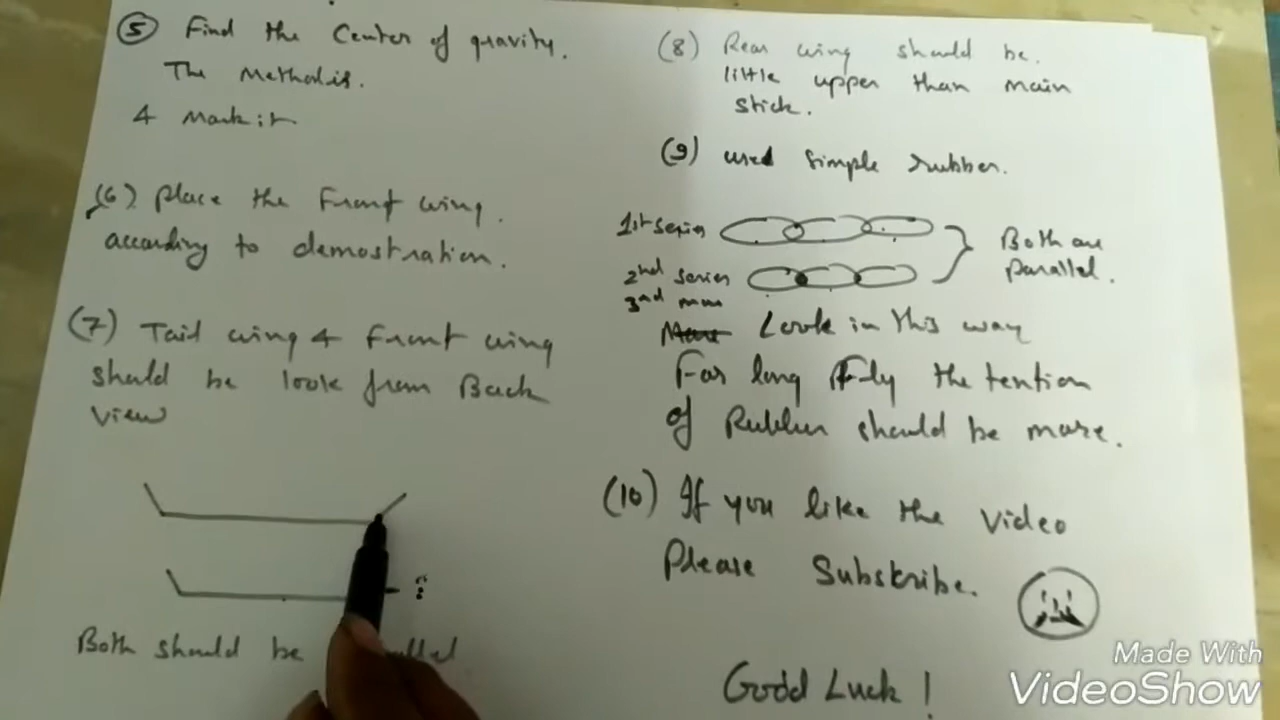 (5) Find the Center of gravity.
The Method is.
& Mark it
(6) Place the Front wing.
according to demostration.
(7) Tail wing & Front wing
should be look from Back
view
Both should be
(8) Rear wing should be.
little upper than main
stick.
(9) used simple rubber.
1st series
2nd series
3rd
Both are
parallel.
Look in this way
For long Fly the tention
of Rubber should be more.
(10) If you like the video
Please Subskribe.
Good Luck !
Made With
VideoShow